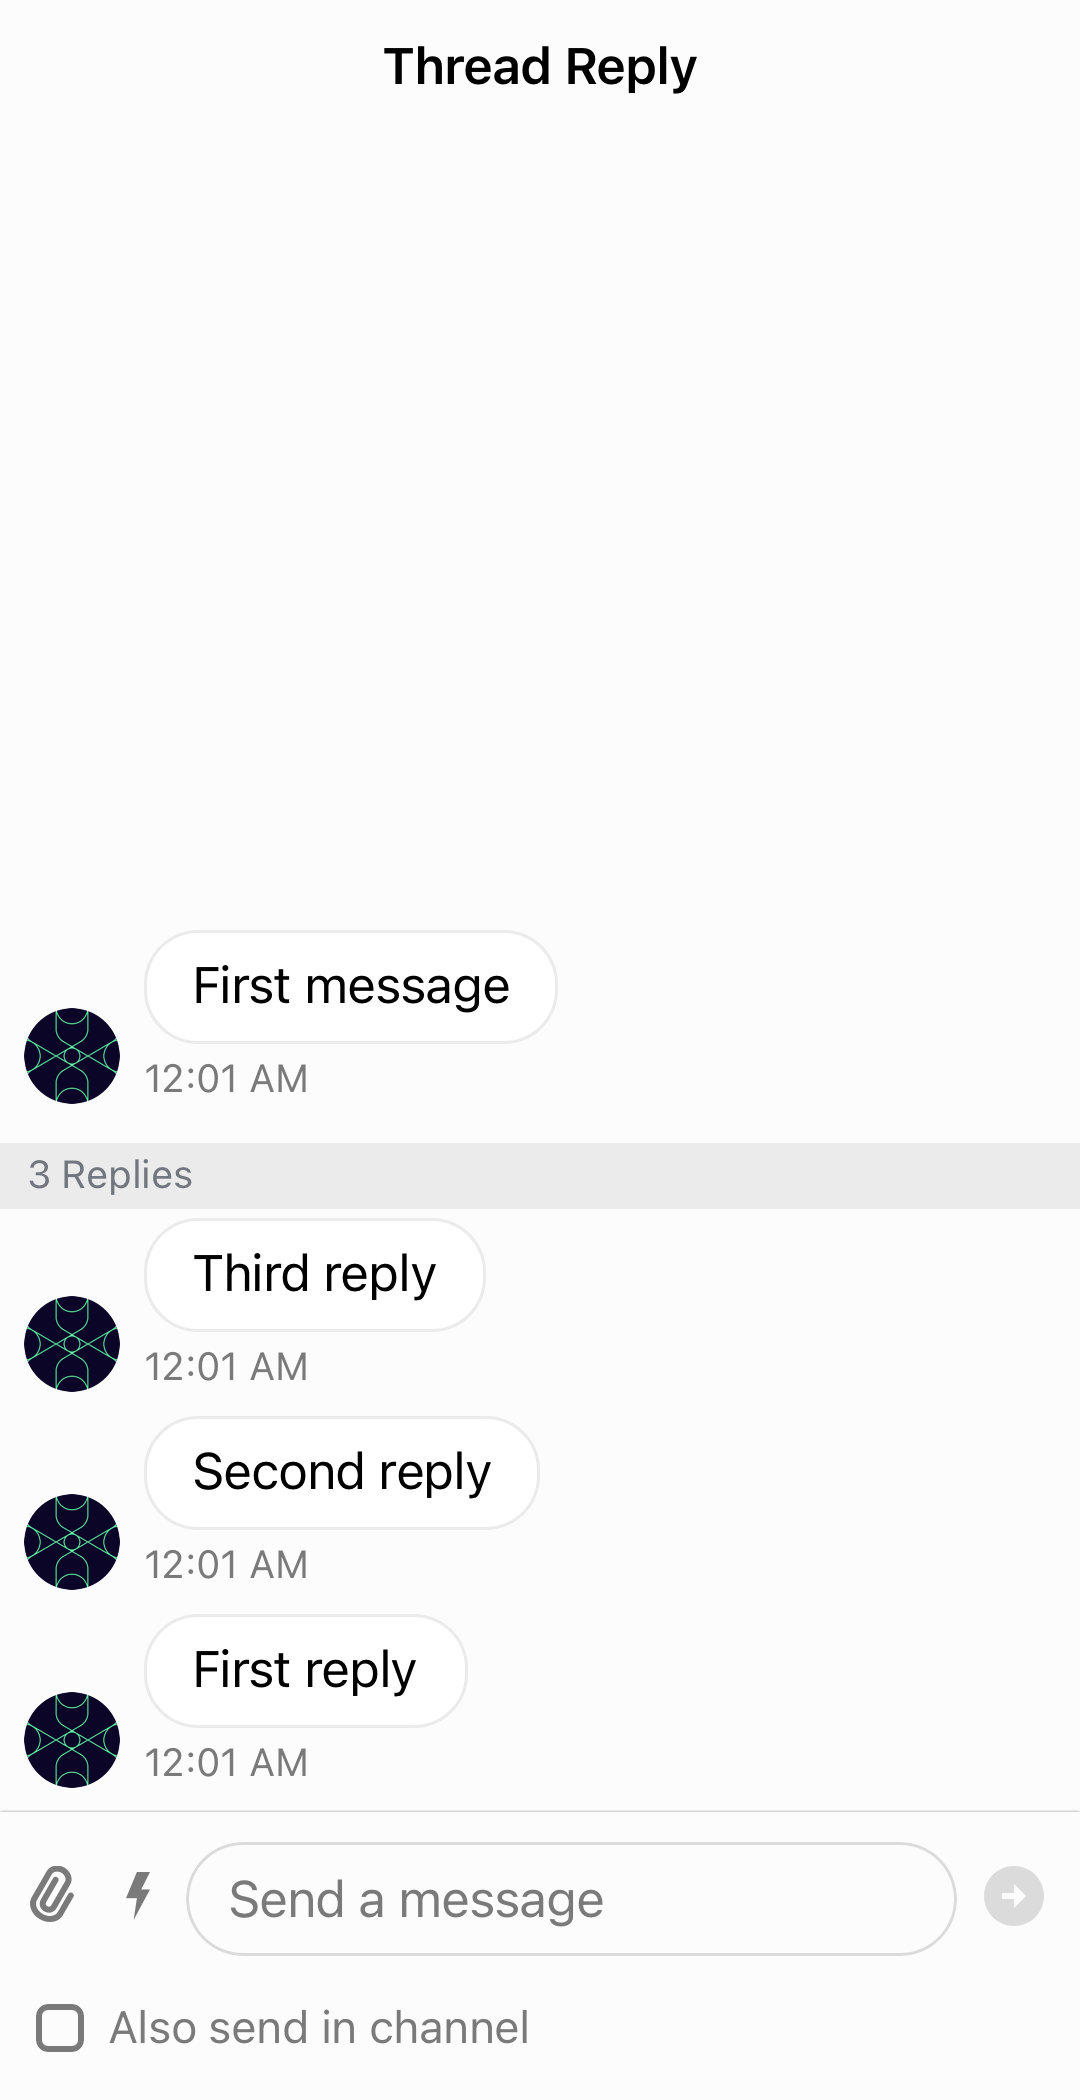 Thread Reply
First message
12:01 AM
3 Replies
Third reply
12:01 AM
Second reply
12:01 AM
First reply
12:01 AM
Send a message
Also send in channel